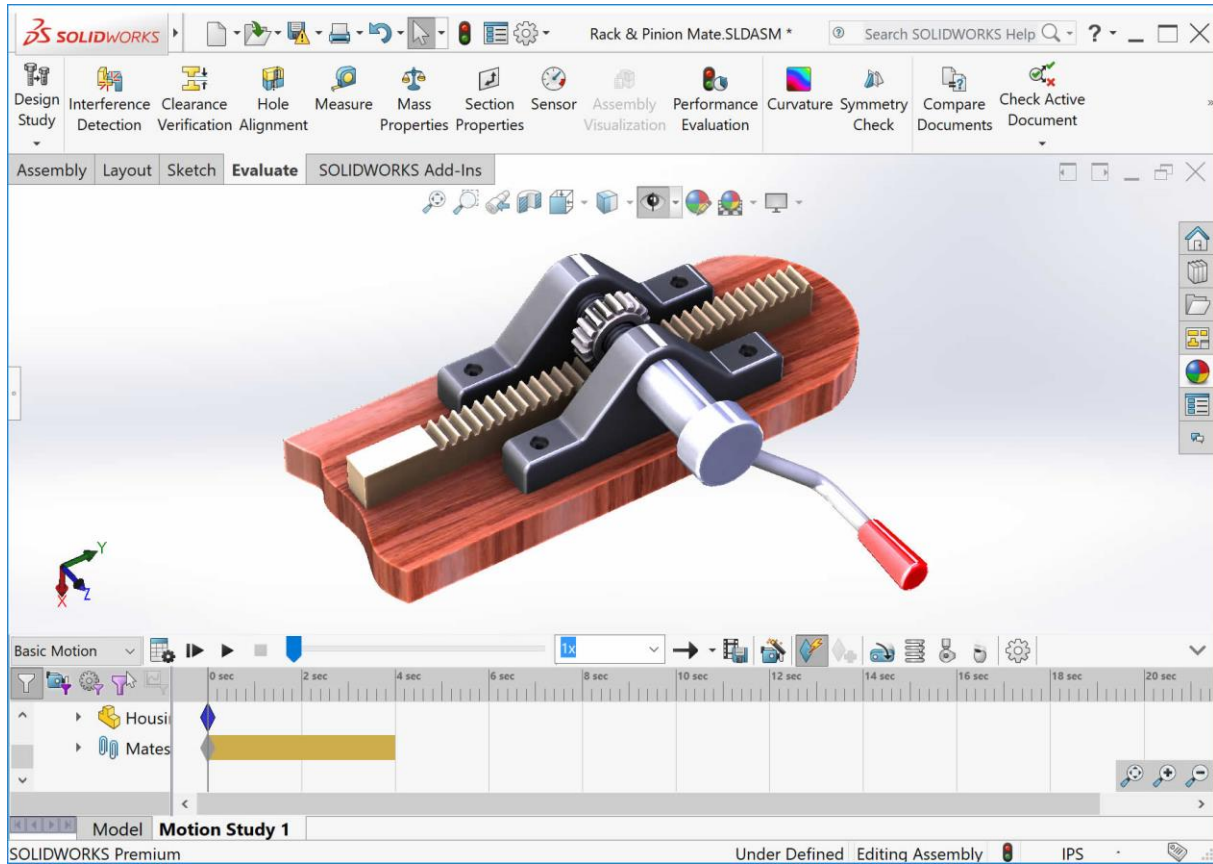 SOLIDWORKS
Rack & Pinion Mate.SLDASM *
Search SOLIDWORKS Help
?
Design Study
Interference Detection
Clearance Verification
Hole Alignment
Measure
Mass Properties
Section Properties
Sensor
Assembly Visualization
Performance Evaluation
Curvature
Symmetry Check
Compare Documents
Check Active Document
Assembly Layout Sketch Evaluate SOLIDWORKS Add-Ins
Y
X
Z
Basic Motion
1x
0 sec 2 sec 4 sec 6 sec 8 sec 10 sec 12 sec 14 sec 16 sec 18 sec 20 sec
Housi
Mates
Model Motion Study 1
SOLIDWORKS Premium Under Defined Editing Assembly IPS -